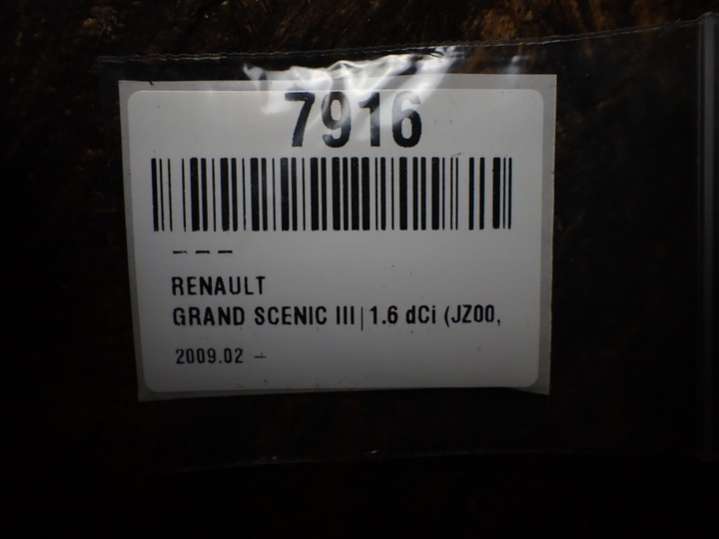 7916
– – –
RENAULT
GRAND SCENIC III | 1.6 dCi (JZ00,
2009.02 –